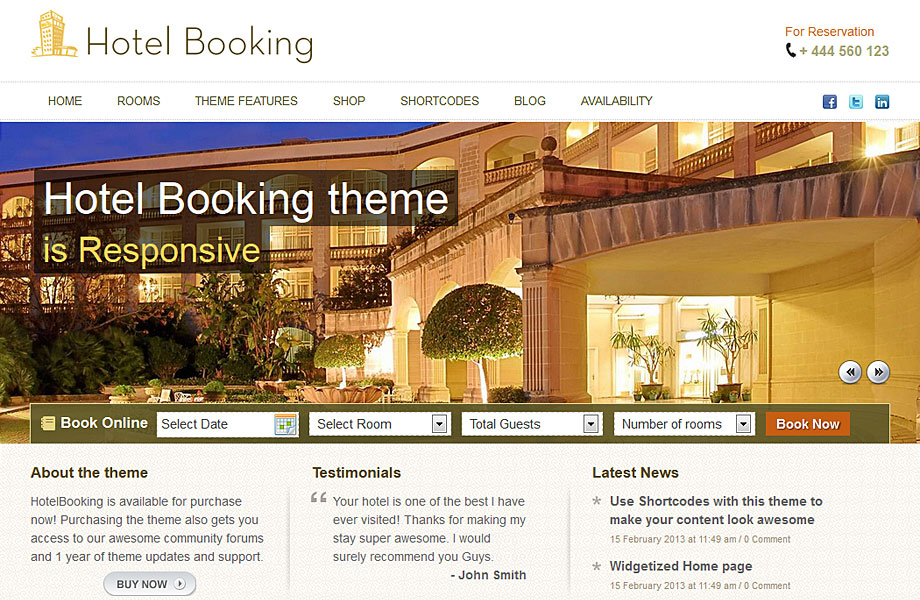 Hotel Booking
For Reservation
+ 444 560 123
HOME ROOMS THEME FEATURES SHOP SHORTCODES BLOG AVAILABILITY
Hotel Booking theme
is Responsive
Book Online Select Date Select Room Total Guests Number of rooms Book Now
About the theme
HotelBooking is available for purchase
now! Purchasing the theme also gets you
access to our awesome community forums
and 1 year of theme updates and support.
BUY NOW
Testimonials
“ Your hotel is one of the best I have
ever visited! Thanks for making my
stay super awesome. I would
surely recommend you Guys.
- John Smith
Latest News
* Use Shortcodes with this theme to
make your content look awesome
15 February 2013 at 11:49 am / 0 Comment
* Widgetized Home page
15 February 2013 at 11:49 am / 0 Comment